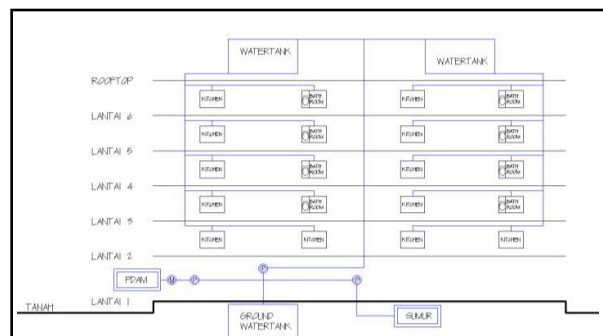 WATERTANK
WATERTANK
ROOFTOP
KITCHEN
BATH
ROOM
KITCHEN
BATH
ROOM
LANTAI 6
KITCHEN
BATH
ROOM
KITCHEN
BATH
ROOM
LANTAI 5
KITCHEN
BATH
ROOM
KITCHEN
BATH
ROOM
LANTAI 4
KITCHEN
BATH
ROOM
KITCHEN
BATH
ROOM
LANTAI 3
KITCHEN
KITCHEN
KITCHEN
KITCHEN
LANTAI 2
P
PDAM
M
P
P
LANTAI 1
TANAH
GROUND
WATERTANK
SUMUR